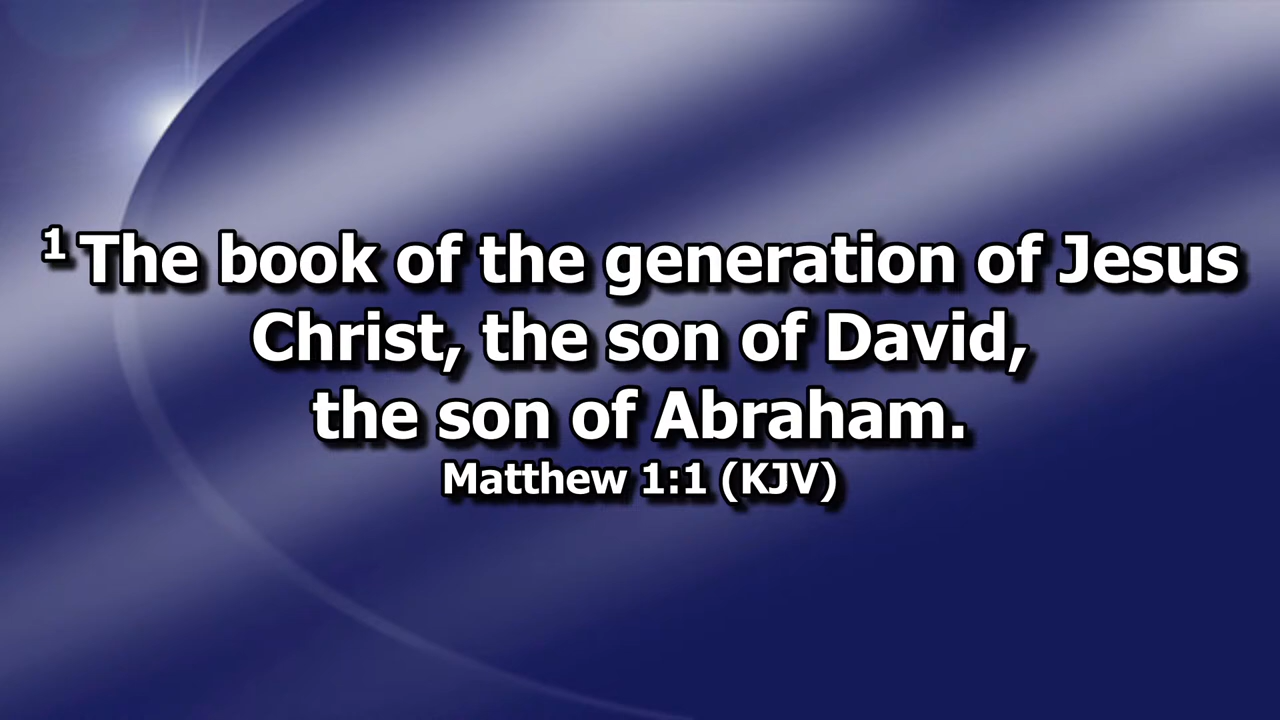 1 The book of the generation of Jesus
Christ, the son of David,
the son of Abraham.
Matthew 1:1 (KJV)